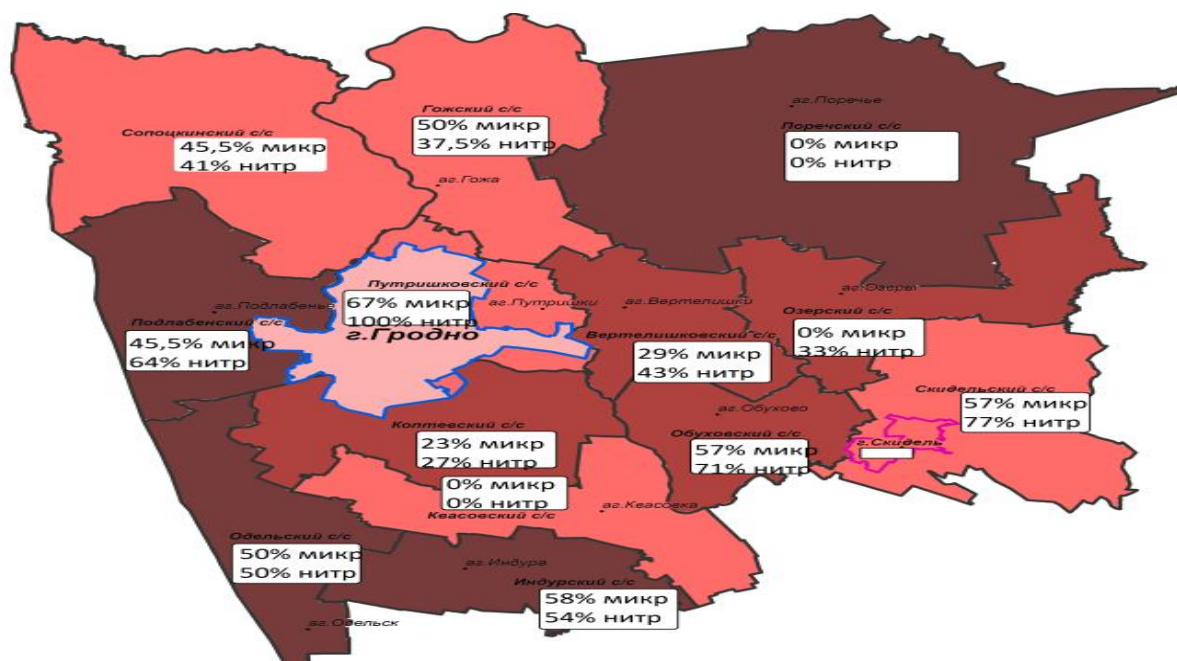 Гожский с/с
50% микр
37,5% нитр
аг.Гожа
Сопоцкинский с/с
45,5% микр
41% нитр
аг.Поречье
Поречский с/с
0% микр
0% нитр
Путришковский с/с
67% микр
100% нитр
г.Гродно
аг.Путришки
аг.Подлабенье
Подлабенский с/с
45,5% микр
64% нитр
аг.Вертелишки
Вертелишковский с/с
29% микр
43% нитр
аг.Озеры
Озерский с/с
0% микр
33% нитр
Скидельский с/с
57% микр
77% нитр
г.Скидель
аг.Обухово
Обуховский с/с
57% микр
71% нитр
Коптевский с/с
23% микр
27% нитр
0% микр
0% нитр
Квасовский с/с
аг.Квасовка
Одельский с/с
50% микр
50% нитр
аг.Одельск
аг.Индура
Индурский с/с
58% микр
54% нитр